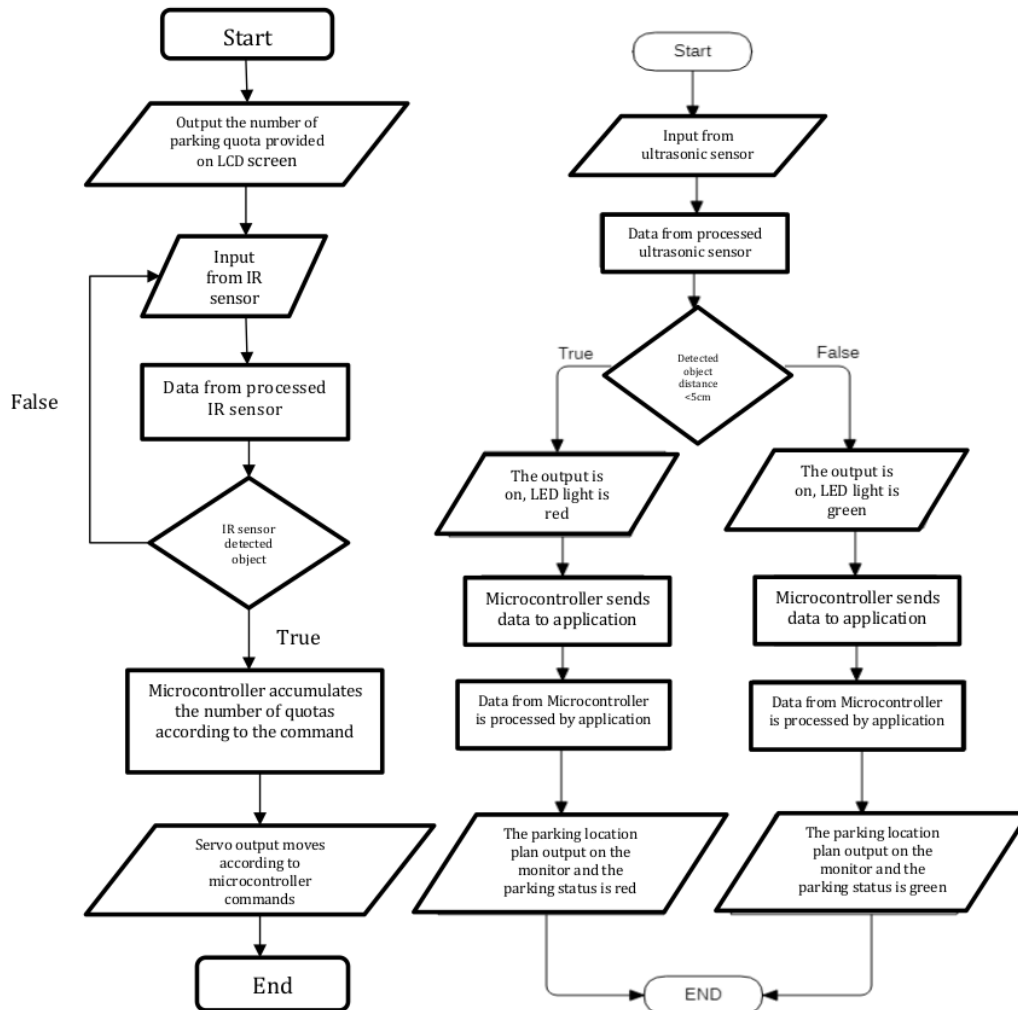 Start
Output the number of
parking quota provided
on LCD screen
Input
from IR
sensor
Data from processed
IR sensor
False
IR sensor
detected
object
True
Microcontroller accumulates
the number of quotas
according to the command
Servo output moves
according to
microcontroller
commands
End
Start
Input from
ultrasonic sensor
Data from processed
ultrasonic sensor
True
Detected
object
distance
<5cm
False
The output is
on, LED light is
red
Microcontroller sends
data to application
Data from Microcontroller
is processed by application
The parking location
plan output on the
monitor and the
parking status is red
The output is
on, LED light is
green
Microcontroller sends
data to application
Data from Microcontroller
is processed by application
The parking location
plan output on the
monitor and the
parking status is green
END